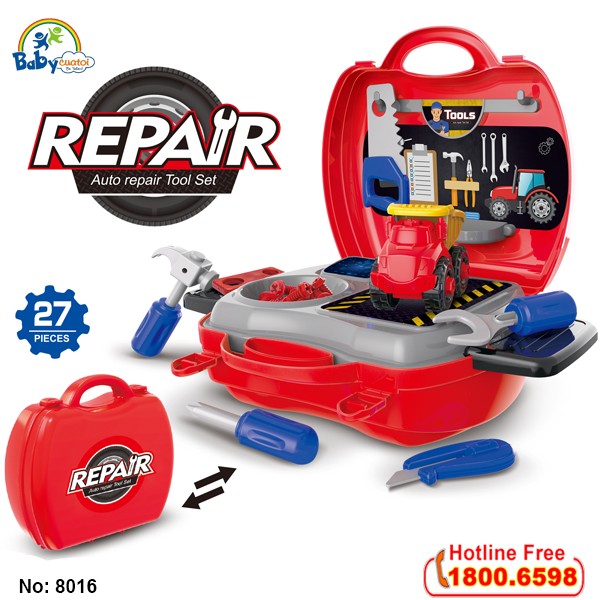 Baby cuatoi
REPAIR
Auto repair Tool Set
TOOLS
27
PIECES
REPAIR
Auto repair Tool Set
No: 8016
Hotline Free
1800.6598